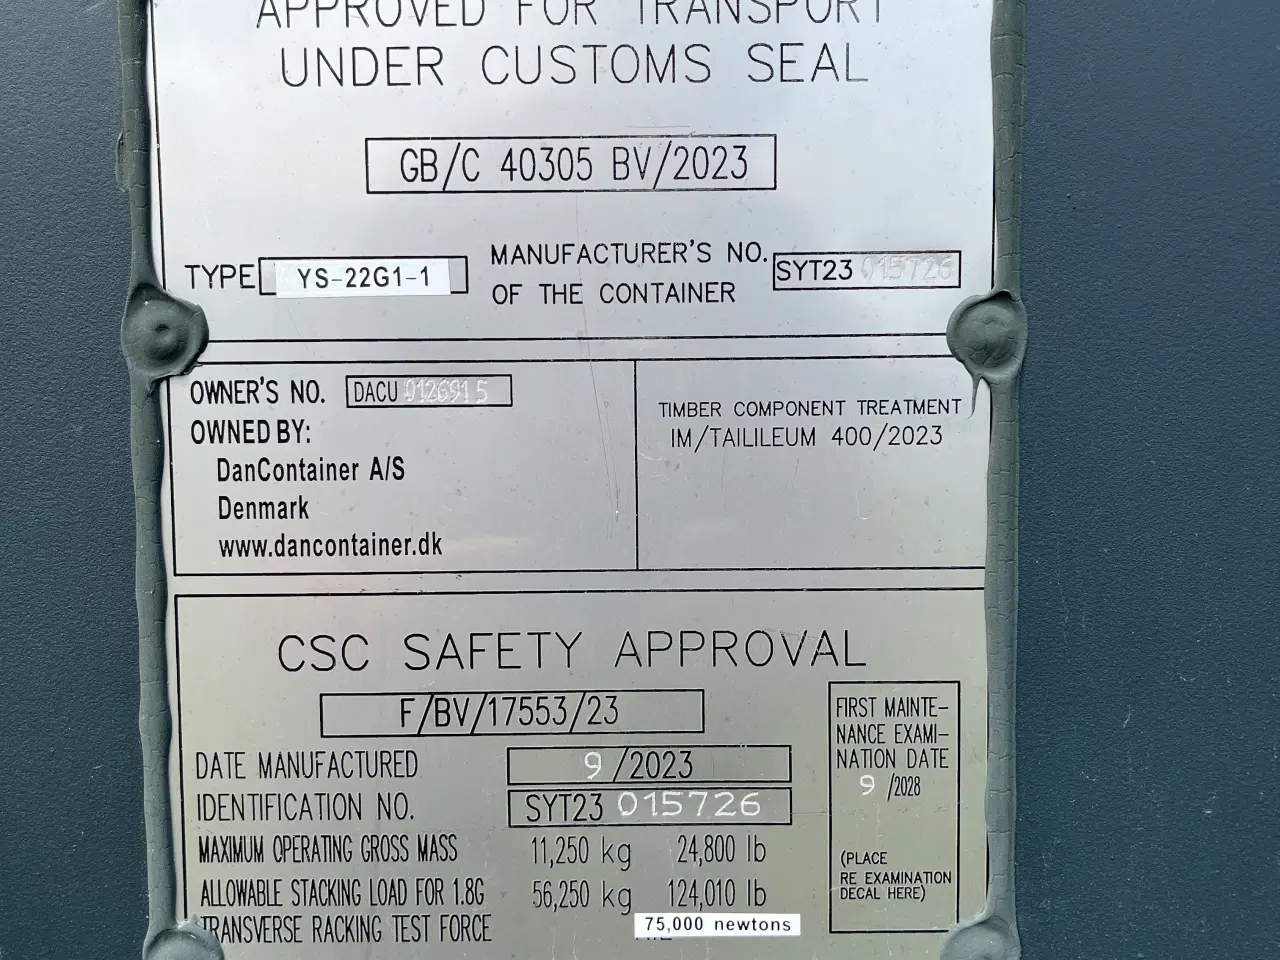 APPROVED FOR TRANSPORT
UNDER CUSTOMS SEAL
GB/C 40305 BV/2023
TYPE YS-22G1-1
MANUFACTURER'S NO.
OF THE CONTAINER
SYT23 015726
OWNER'S NO. DACU 0126915
OWNED BY:
DanContainer A/S
Denmark
www.dancontainer.dk
TIMBER COMPONENT TREATMENT
IM/TAILILEUM 400/2023
CSC SAFETY APPROVAL
F/BV/17553/23
DATE MANUFACTURED 9 /2023
IDENTIFICATION NO. SYT23 015726
MAXIMUM OPERATING GROSS MASS 11,250 kg 24,800 lb
ALLOWABLE STACKING LOAD FOR 1.8G 56,250 kg 124,010 lb
TRANSVERSE RACKING TEST FORCE 75,000 newtons
FIRST MAINTE-
NANCE EXAMI-
NATION DATE
9 /2028
(PLACE
RE EXAMINATION
DECAL HERE)